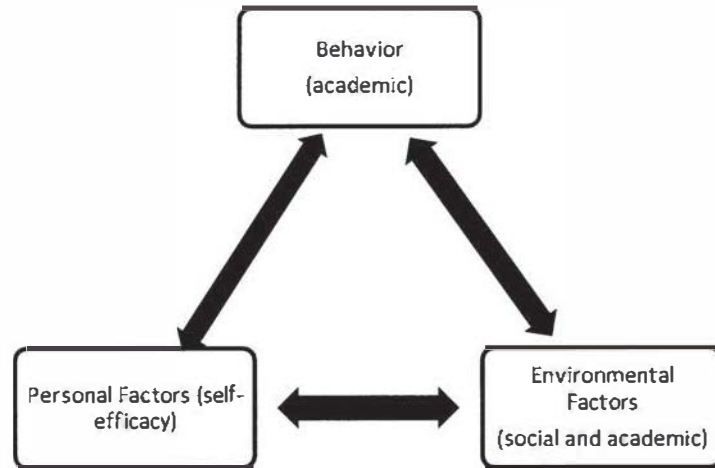 Behavior
(academic)
Personal Factors (self-
efficacy)
Environmental
Factors
(social and academic)